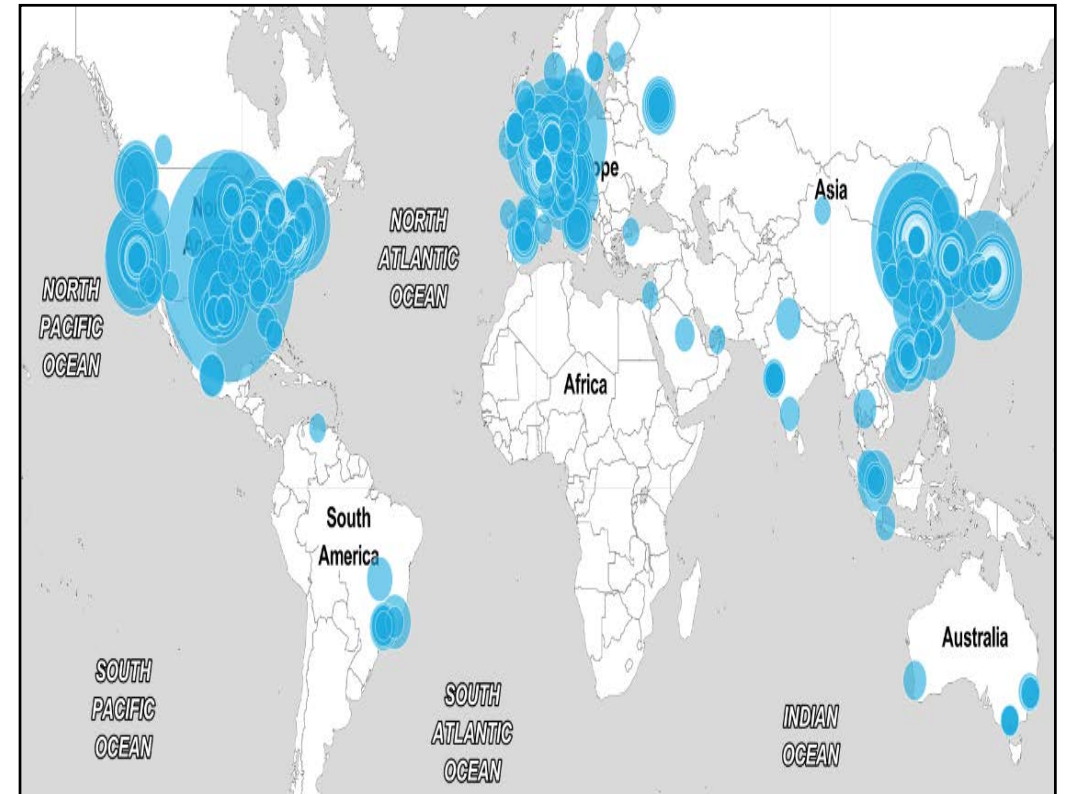 ope
Asia
NORTH
ATLANTIC
OCEAN
NORTH
PACIFIC
OCEAN
Africa
South
America
Australia
SOUTH
PACIFIC
OCEAN
SOUTH
ATLANTIC
OCEAN
INDIAN
OCEAN